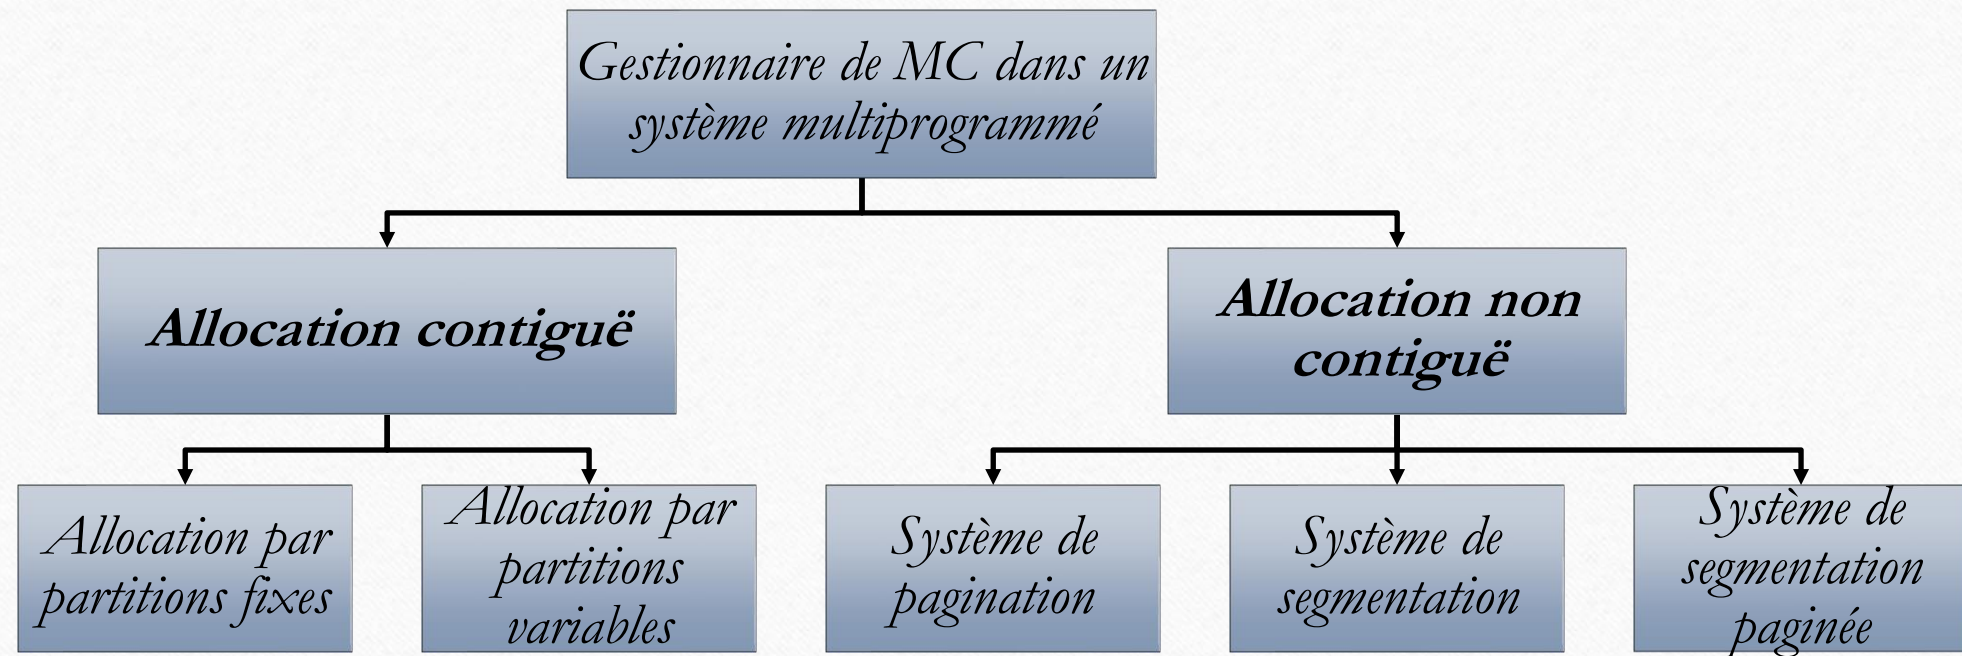 Gestionnaire de MC dans un
système multiprogrammé
Allocation contiguë
Allocation non
contiguë
Allocation par
partitions fixes
Allocation par
partitions
variables
Système de
pagination
Système de
segmentation
Système de
segmentation
paginée